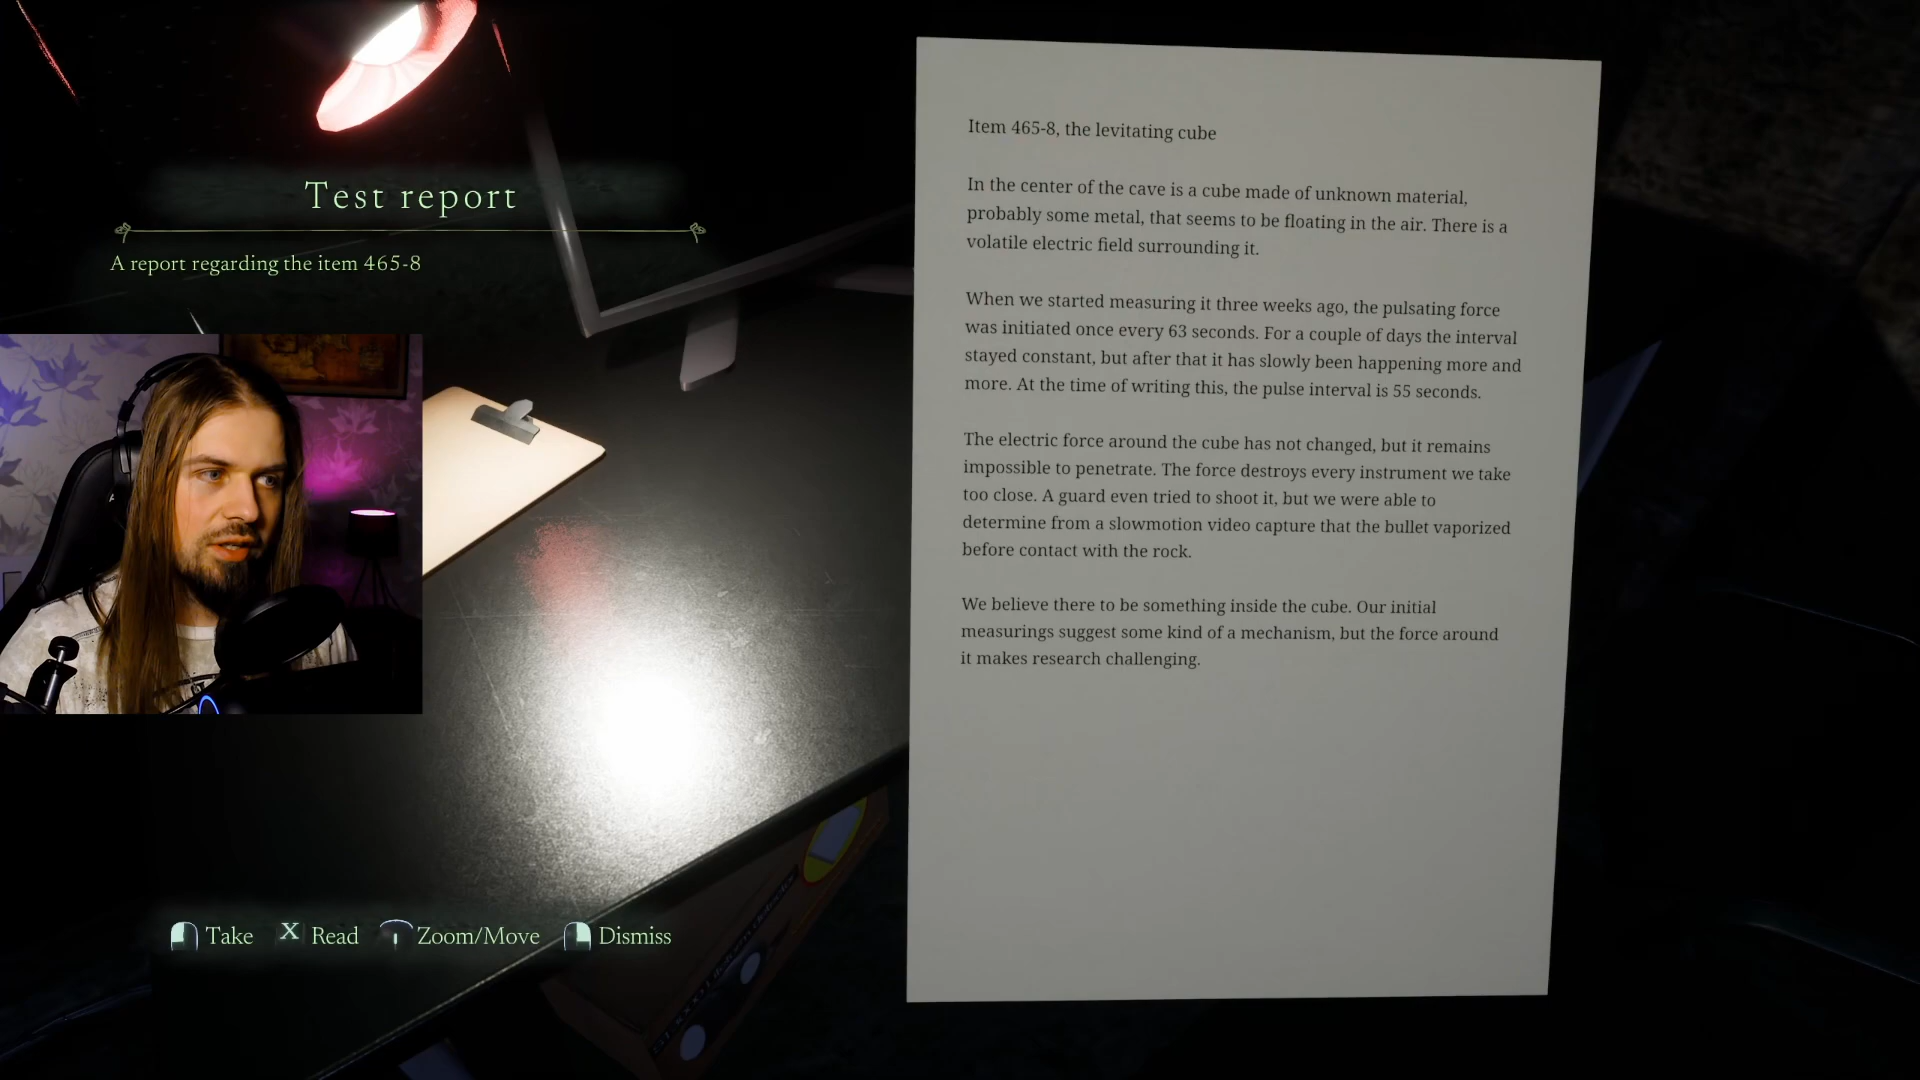 Test report
A report regarding the item 465-8
Item 465-8, the levitating cube
In the center of the cave is a cube made of unknown material,
probably some metal, that seems to be floating in the air. There is a
volatile electric field surrounding it.
When we started measuring it three weeks ago, the pulsating force
was initiated once every 63 seconds. For a couple of days the interval
stayed constant, but after that it has slowly been happening more and
more. At the time of writing this, the pulse interval is 55 seconds.
The electric force around the cube has not changed, but it remains
impossible to penetrate. The force destroys every instrument we take
too close. A guard even tried to shoot it, but we were able to
determine from a slowmotion video capture that the bullet vaporized
before contact with the rock.
We believe there to be something inside the cube. Our initial
measurings suggest some kind of a mechanism, but the force around
it makes research challenging.
Take X Read Zoom/Move Dismiss